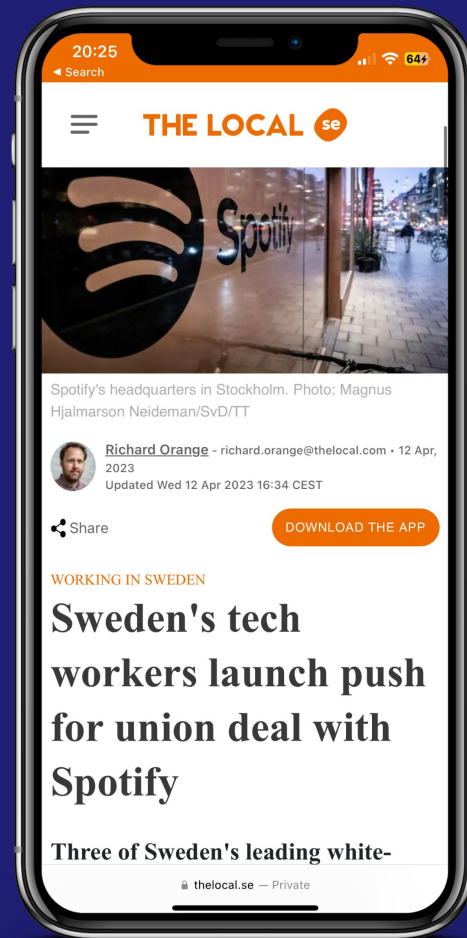 20:25
◀ Search
64
THE LOCAL se
Spotify
Spotify's headquarters in Stockholm. Photo: Magnus
Hjalmarson Neideman/SvD/TT
Richard Orange - richard.orange@thelocal.com • 12 Apr,
2023
Updated Wed 12 Apr 2023 16:34 CEST
Share
DOWNLOAD THE APP
WORKING IN SWEDEN
Sweden's tech
workers launch push
for union deal with
Spotify
Three of Sweden's leading white-
thelocal.se — Private